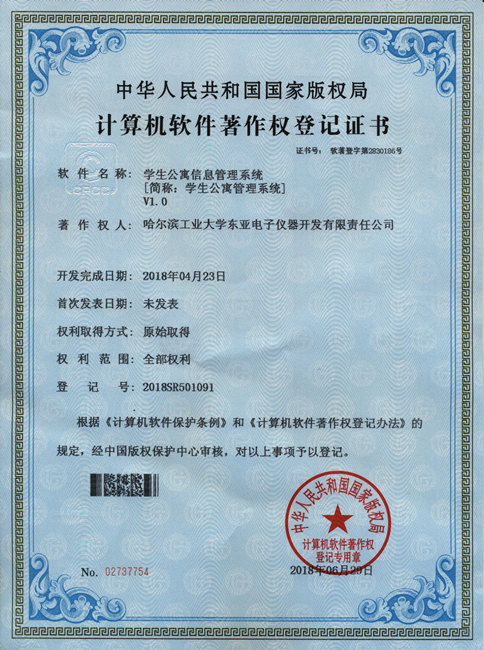 中华人民共和国国家版权局
计算机软件著作权登记证书
证书号： 软著登字第2830186号
软件名称： 学生公寓信息管理系统
[简称：学生公寓管理系统]
V1.0
著作权人： 哈尔滨工业大学东亚电子仪器开发有限责任公司
开发完成日期： 2018年04月23日
首次发表日期： 未发表
权利取得方式： 原始取得
权利范围： 全部权利
登记号： 2018SR501091
根据《计算机软件保护条例》和《计算机软件著作权登记办法》的
规定，经中国版权保护中心审核，对以上事项予以登记。
中华人民共和国国家版权局
计算机软件著作权
登记专用章
No. 02737754
2018年06月29日